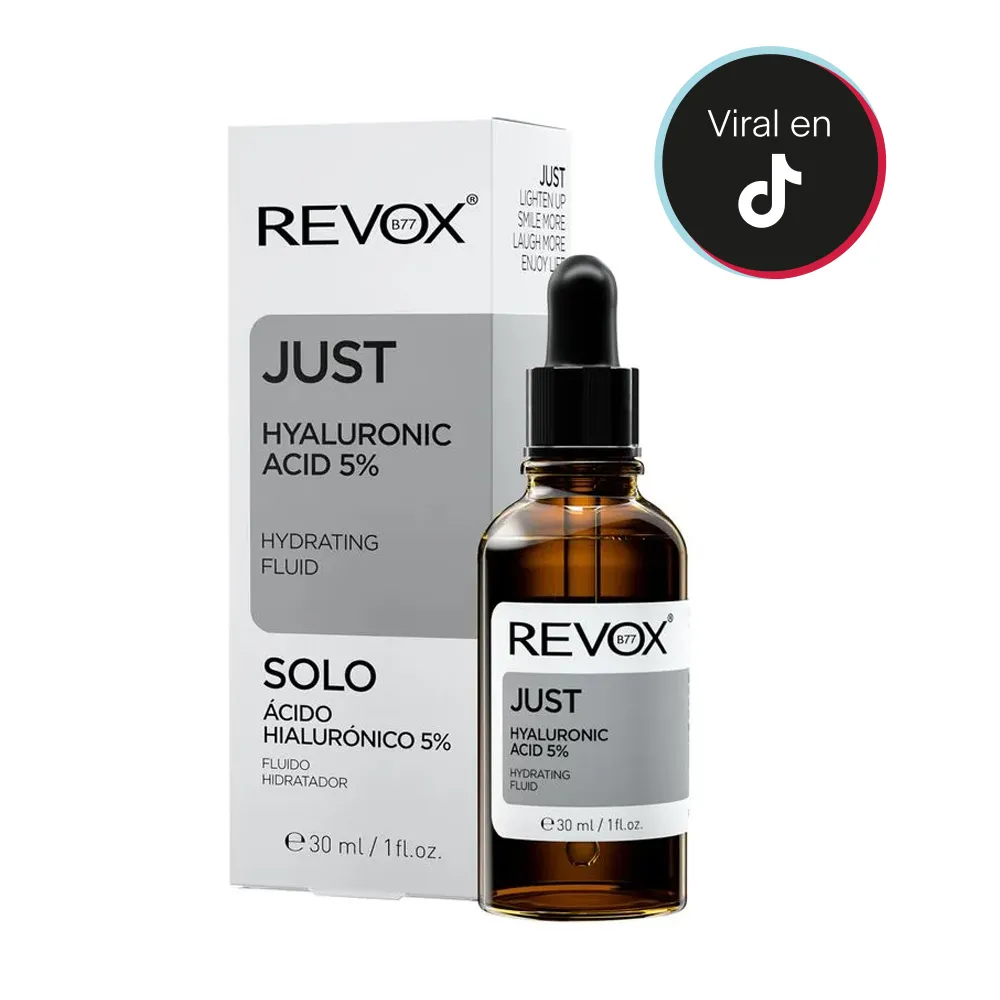 REVOX B77®
JUST
HYALURONIC
ACID 5%
HYDRATING
FLUID
SOLO
ÁCIDO
HIALURÓNICO 5%
FLUIDO
HIDRATADOR
℮30 ml / 1fl.oz.
JUST
LIGHTEN UP
SMILE MORE
LAUGH MORE
ENJOY LIFE
Viral en
REVOX B77®
JUST
HYALURONIC
ACID 5%
HYDRATING
FLUID
℮30 ml / 1fl.oz.